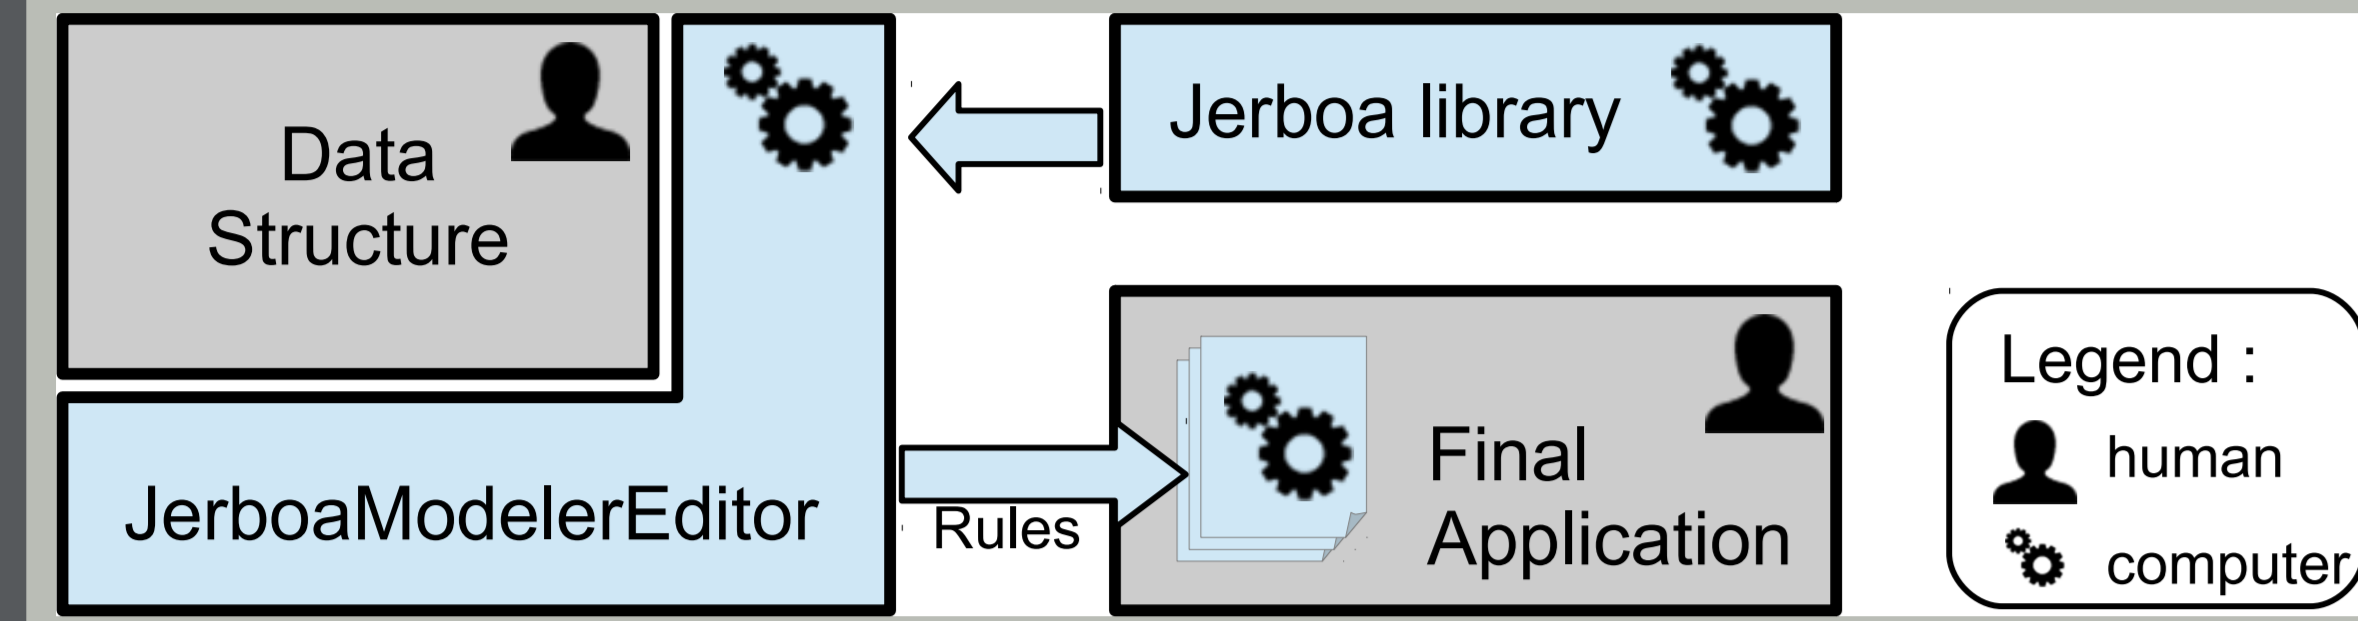 Data
Structure
JerboaModelerEditor
Jerboa library
Rules
Final
Application
Legend :
human
computer